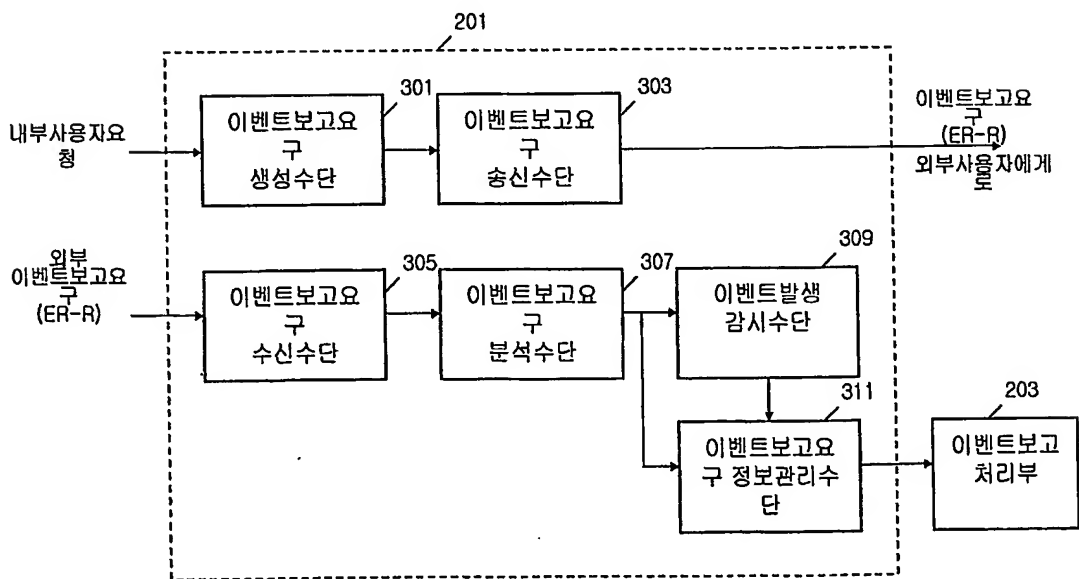 201
내부사용자요
청
301
이벤트보고요
구
생성수단
303
이벤트보고요
구
송신수단
이벤트보고요
구
(ER-R)
외부사용자에게
로
외부
이벤트보고요
구
(ER-R)
305
이벤트보고요
구
수신수단
307
이벤트보고요
구
분석수단
309
이벤트발생
감시수단
311
이벤트보고요
구 정보관리수
단
203
이벤트보고
처리부